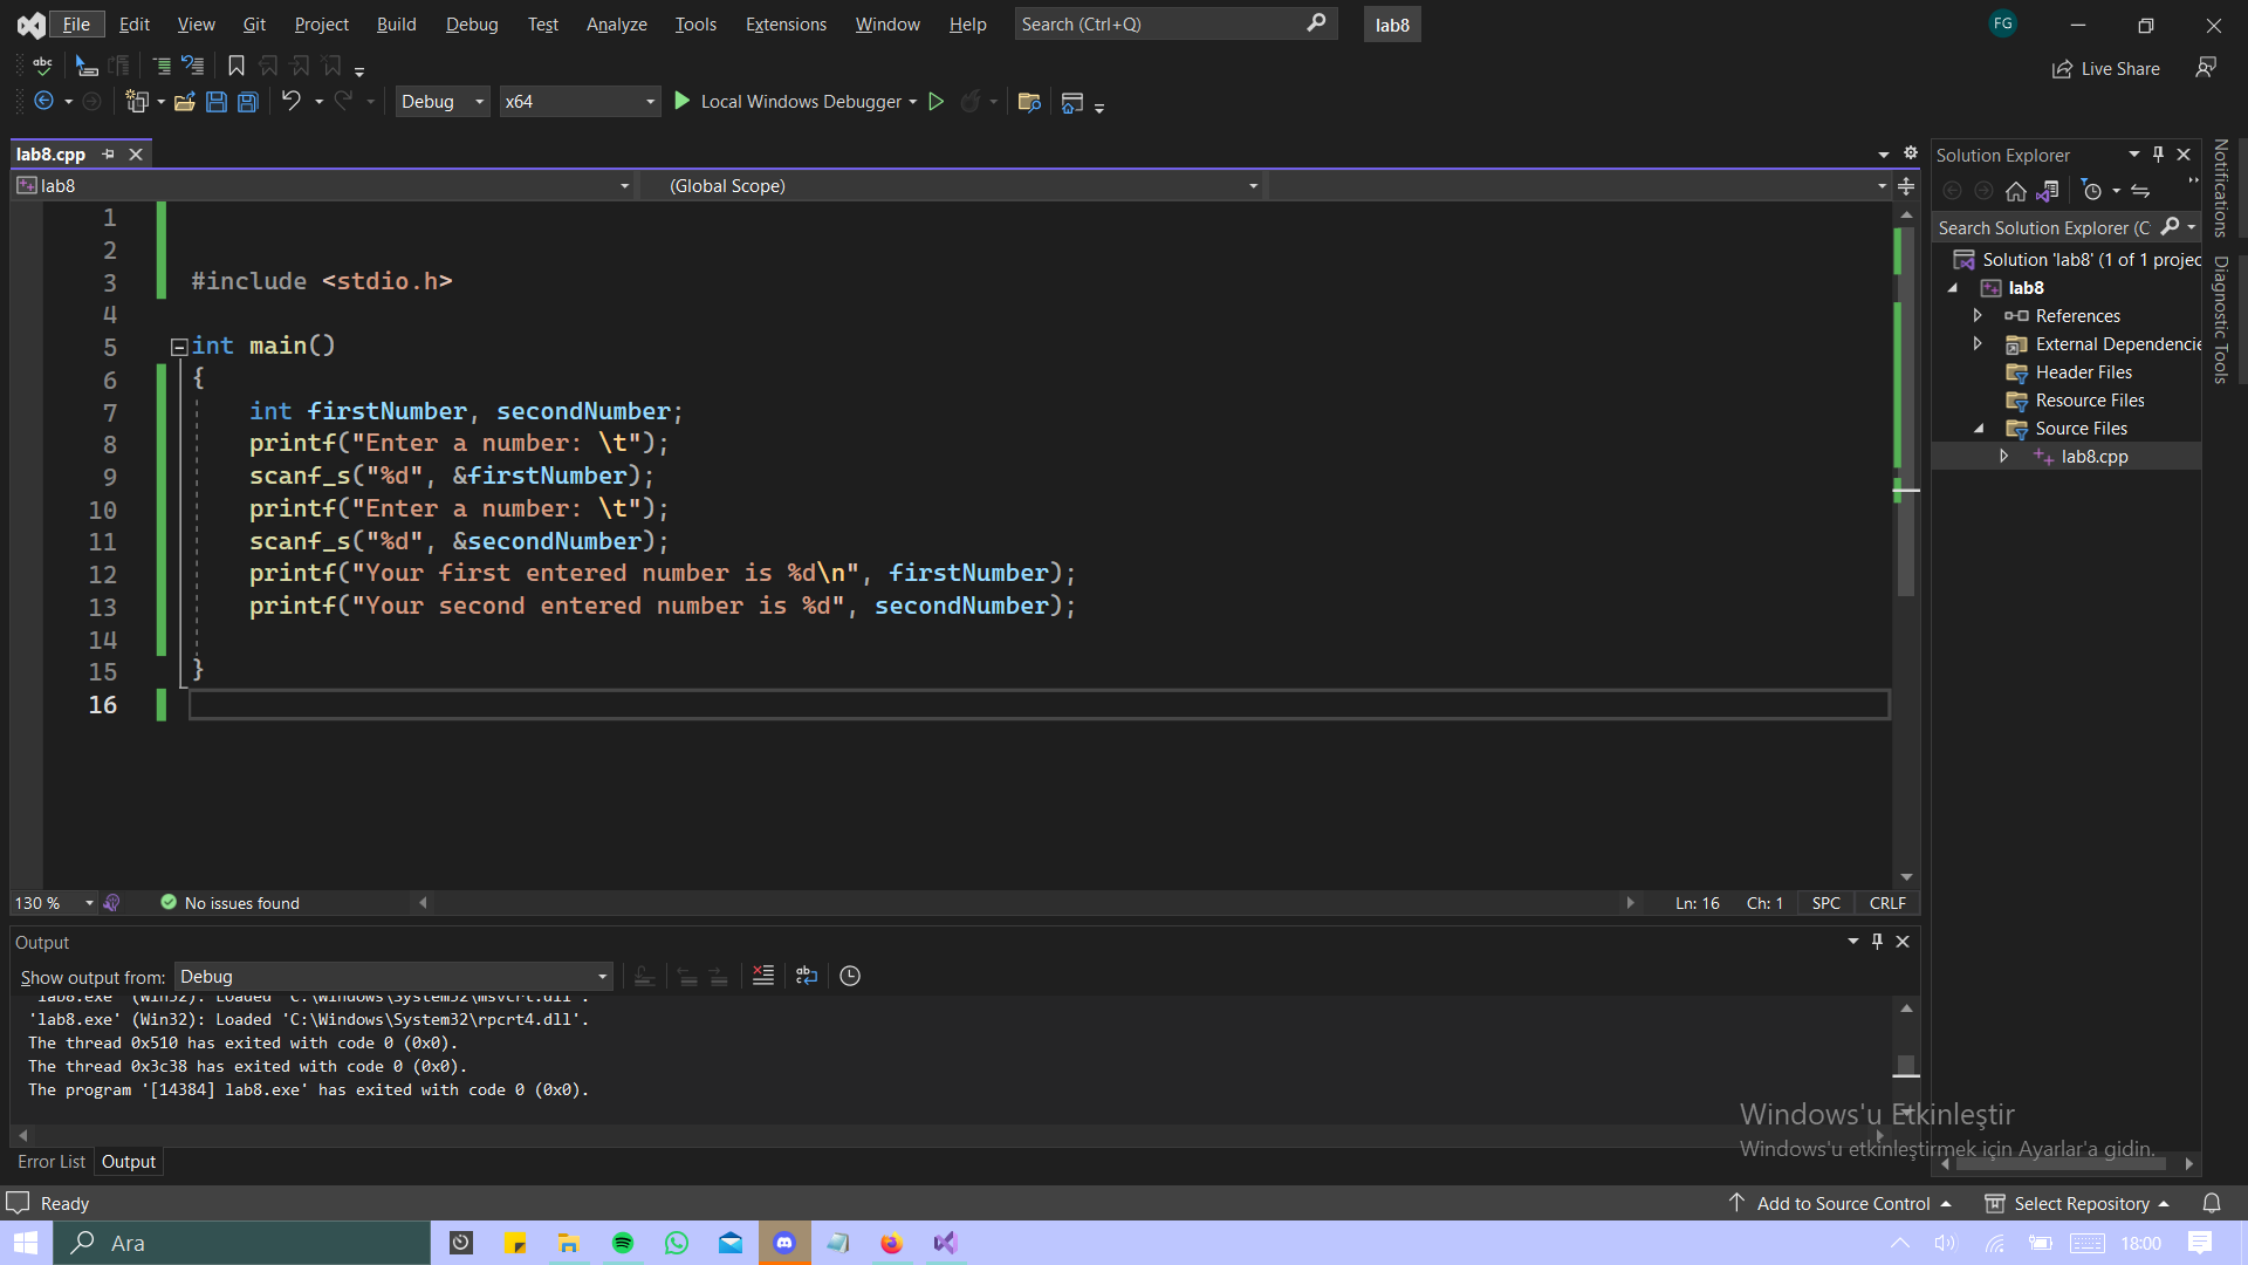 File Edit View Git Project Build Debug Test Analyze Tools Extensions Window Help Search (Ctrl+Q) lab8 FG
abc Live Share
Debug x64 Local Windows Debugger
lab8.cpp
lab8 (Global Scope)
1
2
3 #include <stdio.h>
4
5 int main()
6 {
7 int firstNumber, secondNumber;
8 printf("Enter a number: \t");
9 scanf_s("%d", &firstNumber);
10 printf("Enter a number: \t");
11 scanf_s("%d", &secondNumber);
12 printf("Your first entered number is %d\n", firstNumber);
13 printf("Your second entered number is %d", secondNumber);
14
15 }
16
130 % No issues found Ln: 16 Ch: 1 SPC CRLF
Output
Show output from: Debug
'lab8.exe' (Win32): Loaded 'C:\Windows\System32\msvcrt.dll'.
'lab8.exe' (Win32): Loaded 'C:\Windows\System32\rpcrt4.dll'.
The thread 0x510 has exited with code 0 (0x0).
The thread 0x3c38 has exited with code 0 (0x0).
The program '[14384] lab8.exe' has exited with code 0 (0x0).
Error List Output
Solution Explorer
Search Solution Explorer (C
Solution 'lab8' (1 of 1 projec
lab8
References
External Dependencie
Header Files
Resource Files
Source Files
lab8.cpp
Notifications
Diagnostic Tools
Windows'u Etkinleştir
Windows'u etkinleştirmek için Ayarlar'a gidin.
Ready Add to Source Control Select Repository
Ara 18:00